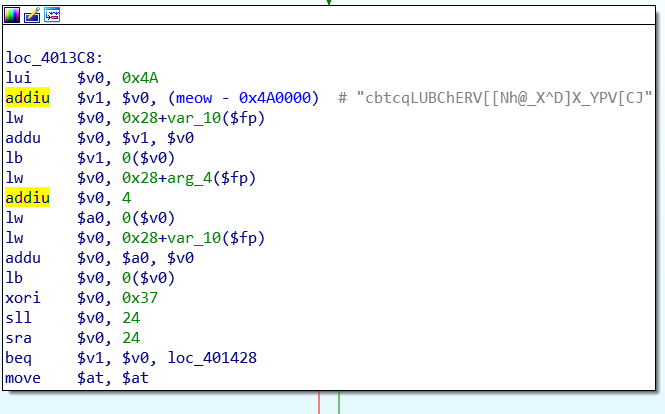 loc_4013C8:
lui $v0, 0x4A
addiu $v1, $v0, (meow - 0x4A0000) # "cbtcqLUBChERV[[Nh@_X^D]X_YPV[CJ"
lw $v0, 0x28+var_10($fp)
addu $v0, $v1, $v0
lb $v1, 0($v0)
lw $v0, 0x28+arg_4($fp)
addiu $v0, 4
lw $a0, 0($v0)
lw $v0, 0x28+var_10($fp)
addu $v0, $a0, $v0
lb $v0, 0($v0)
xori $v0, 0x37
sll $v0, 24
sra $v0, 24
beq $v1, $v0, loc_401428
move $at, $at